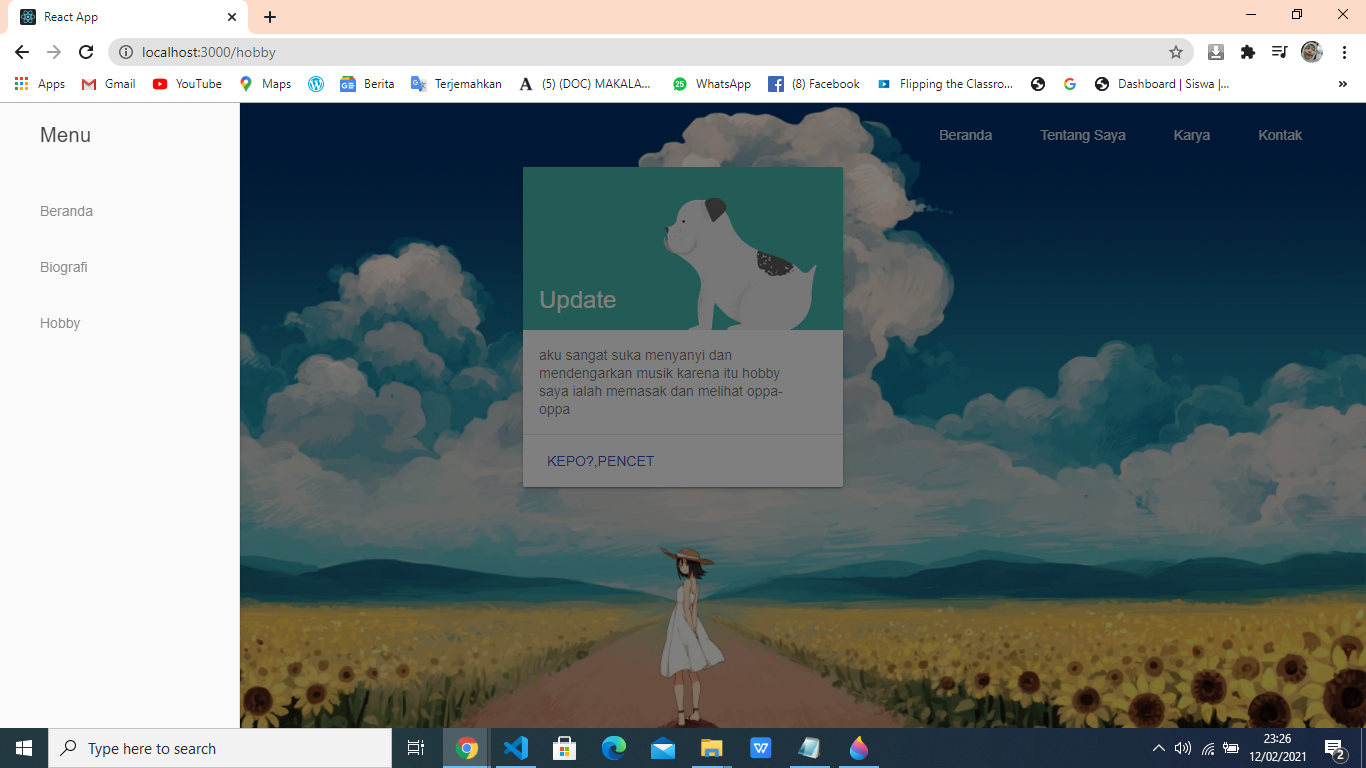 React App
localhost:3000/hobby
Apps Gmail YouTube Maps Berita Terjemahkan (5) (DOC) MAKALA... WhatsApp (8) Facebook Flipping the Classro... Dashboard | Siswa |...
Menu
Beranda Tentang Saya Karya Kontak
Beranda
Biografi
Hobby
Update
aku sangat suka menyanyi dan
mendengarkan musik karena itu hobby
saya ialah memasak dan melihat oppa-
oppa
KEPO?,PENCET
Type here to search
23:26
12/02/2021
2